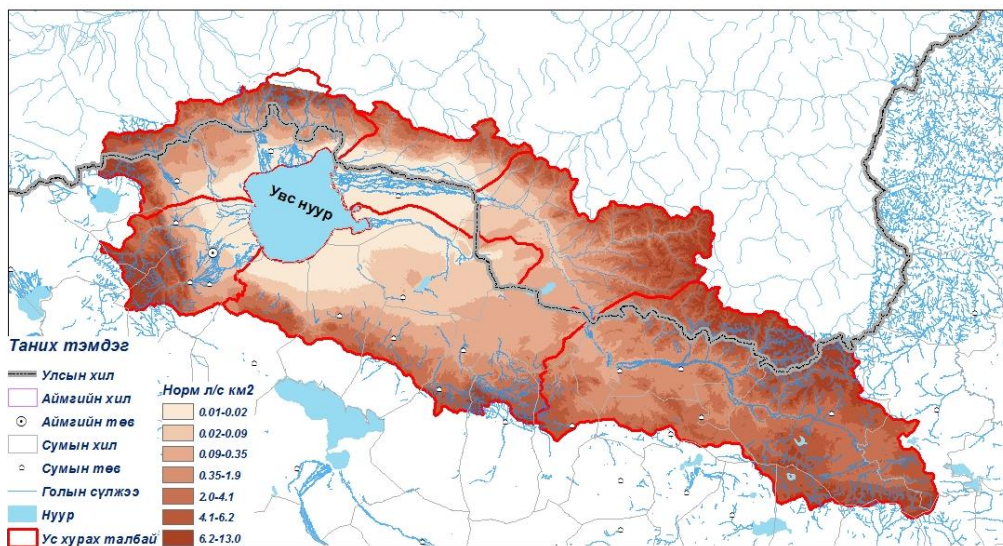 Увс нуур
Таних тэмдэг
Улсын хил
Аймгийн хил
Аймгийн төв
Сумын хил
Сумын төв
Голын сүлжээ
Нуур
Ус хурах талбай
Норм л/с км2
0.01-0.02
0.02-0.09
0.09-0.35
0.35-1.9
2.0-4.1
4.1-6.2
6.2-13.0